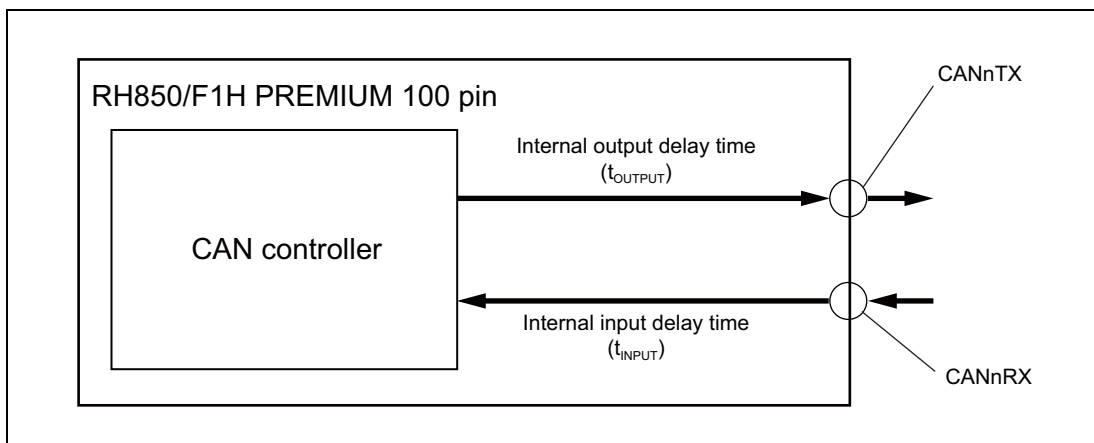 CANnTX
RH850/F1H PREMIUM 100 pin
Internal output delay time
(tOUTPUT)
CAN controller
Internal input delay time
(tINPUT)
CANnRX